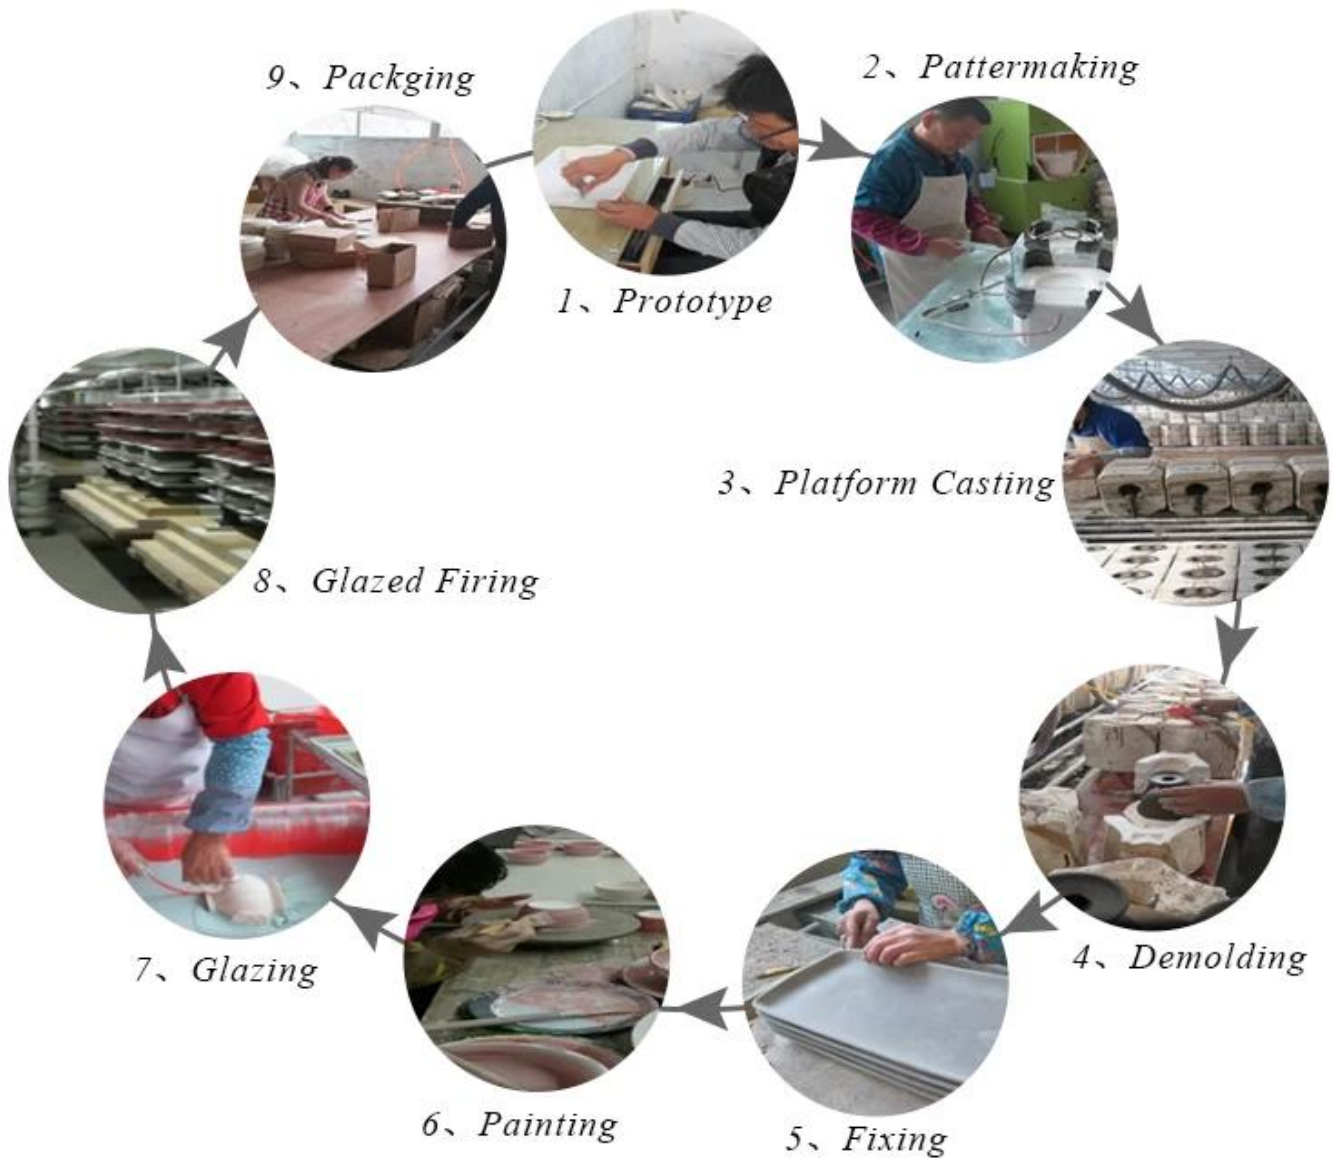 1、Prototype
2、Pattermaking
3、Platform Casting
4、Demolding
5、Fixing
6、Painting
7、Glazing
8、Glazed Firing
9、Packging